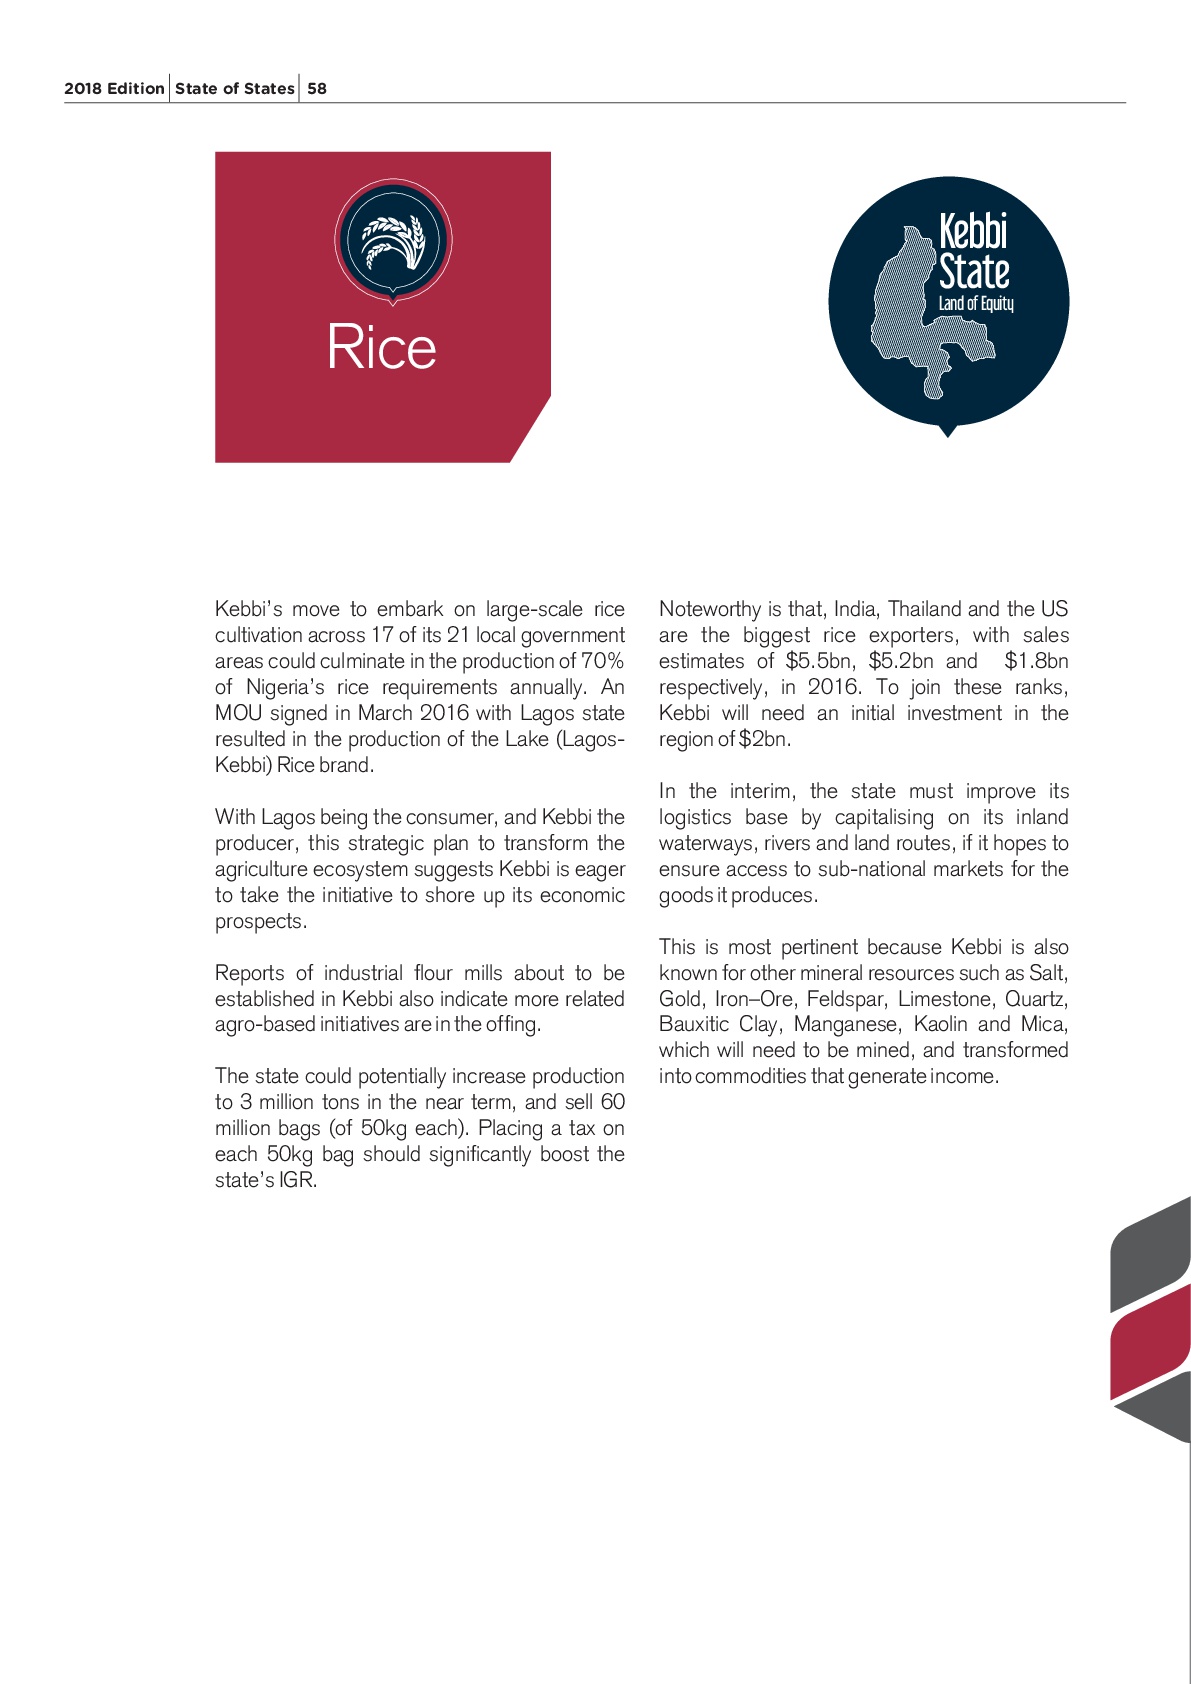 2018 Edition State of States 58
Rice
Kebbi
State
Land of Equity
Kebbi’s move to embark on large-scale rice
cultivation across 17 of its 21 local government
areas could culminate in the production of 70%
of Nigeria’s rice requirements annually. An
MOU signed in March 2016 with Lagos state
resulted in the production of the Lake (Lagos-
Kebbi) Rice brand.
With Lagos being the consumer, and Kebbi the
producer, this strategic plan to transform the
agriculture ecosystem suggests Kebbi is eager
to take the initiative to shore up its economic
prospects.
Reports of industrial flour mills about to be
established in Kebbi also indicate more related
agro-based initiatives are in the offing.
The state could potentially increase production
to 3 million tons in the near term, and sell 60
million bags (of 50kg each). Placing a tax on
each 50kg bag should significantly boost the
state’s IGR.
Noteworthy is that, India, Thailand and the US
are the biggest rice exporters, with sales
estimates of $5.5bn, $5.2bn and $1.8bn
respectively, in 2016. To join these ranks,
Kebbi will need an initial investment in the
region of $2bn.
In the interim, the state must improve its
logistics base by capitalising on its inland
waterways, rivers and land routes, if it hopes to
ensure access to sub-national markets for the
goods it produces.
This is most pertinent because Kebbi is also
known for other mineral resources such as Salt,
Gold, Iron–Ore, Feldspar, Limestone, Quartz,
Bauxitic Clay, Manganese, Kaolin and Mica,
which will need to be mined, and transformed
into commodities that generate income.